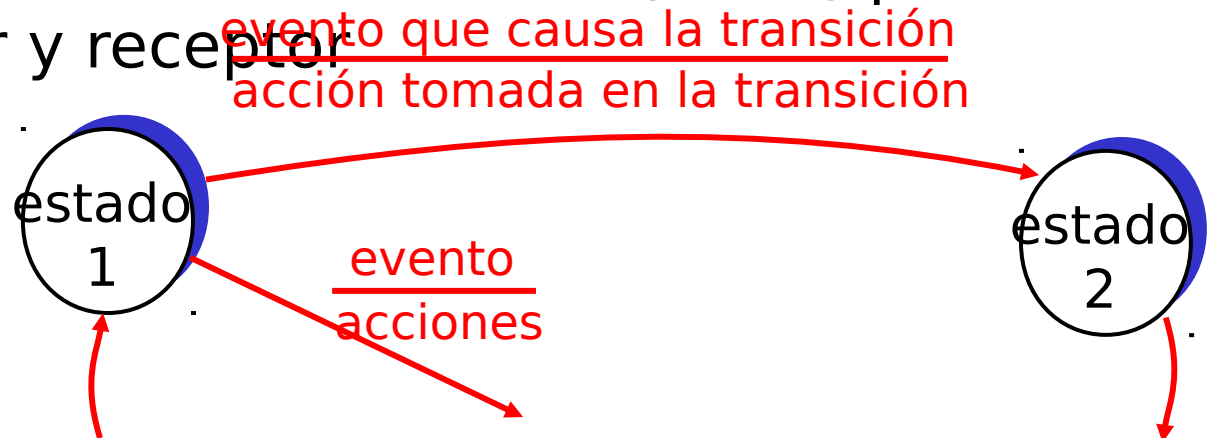 r y receptor
evento que causa la transición
acción tomada en la transición
estado
1
estado
2
evento
acciones